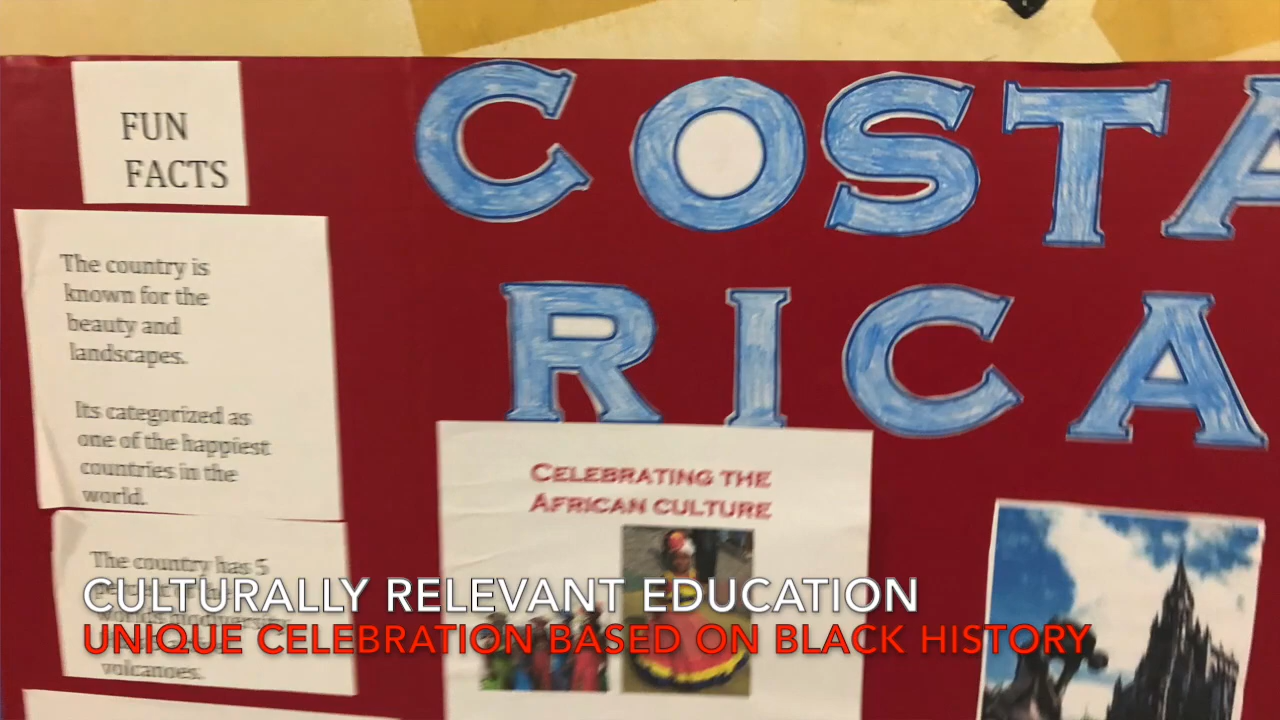 FUN
FACTS
COSTA
RICA
The country is
known for the
beauty and
landscapes.
Its categorized as
one of the happiest
countries in the
world.
CELEBRATING THE
AFRICAN CULTURE
The country has 5
volcanoes.
CULTURALLY RELEVANT EDUCATION
UNIQUE CELEBRATION BASED ON BLACK HISTORY